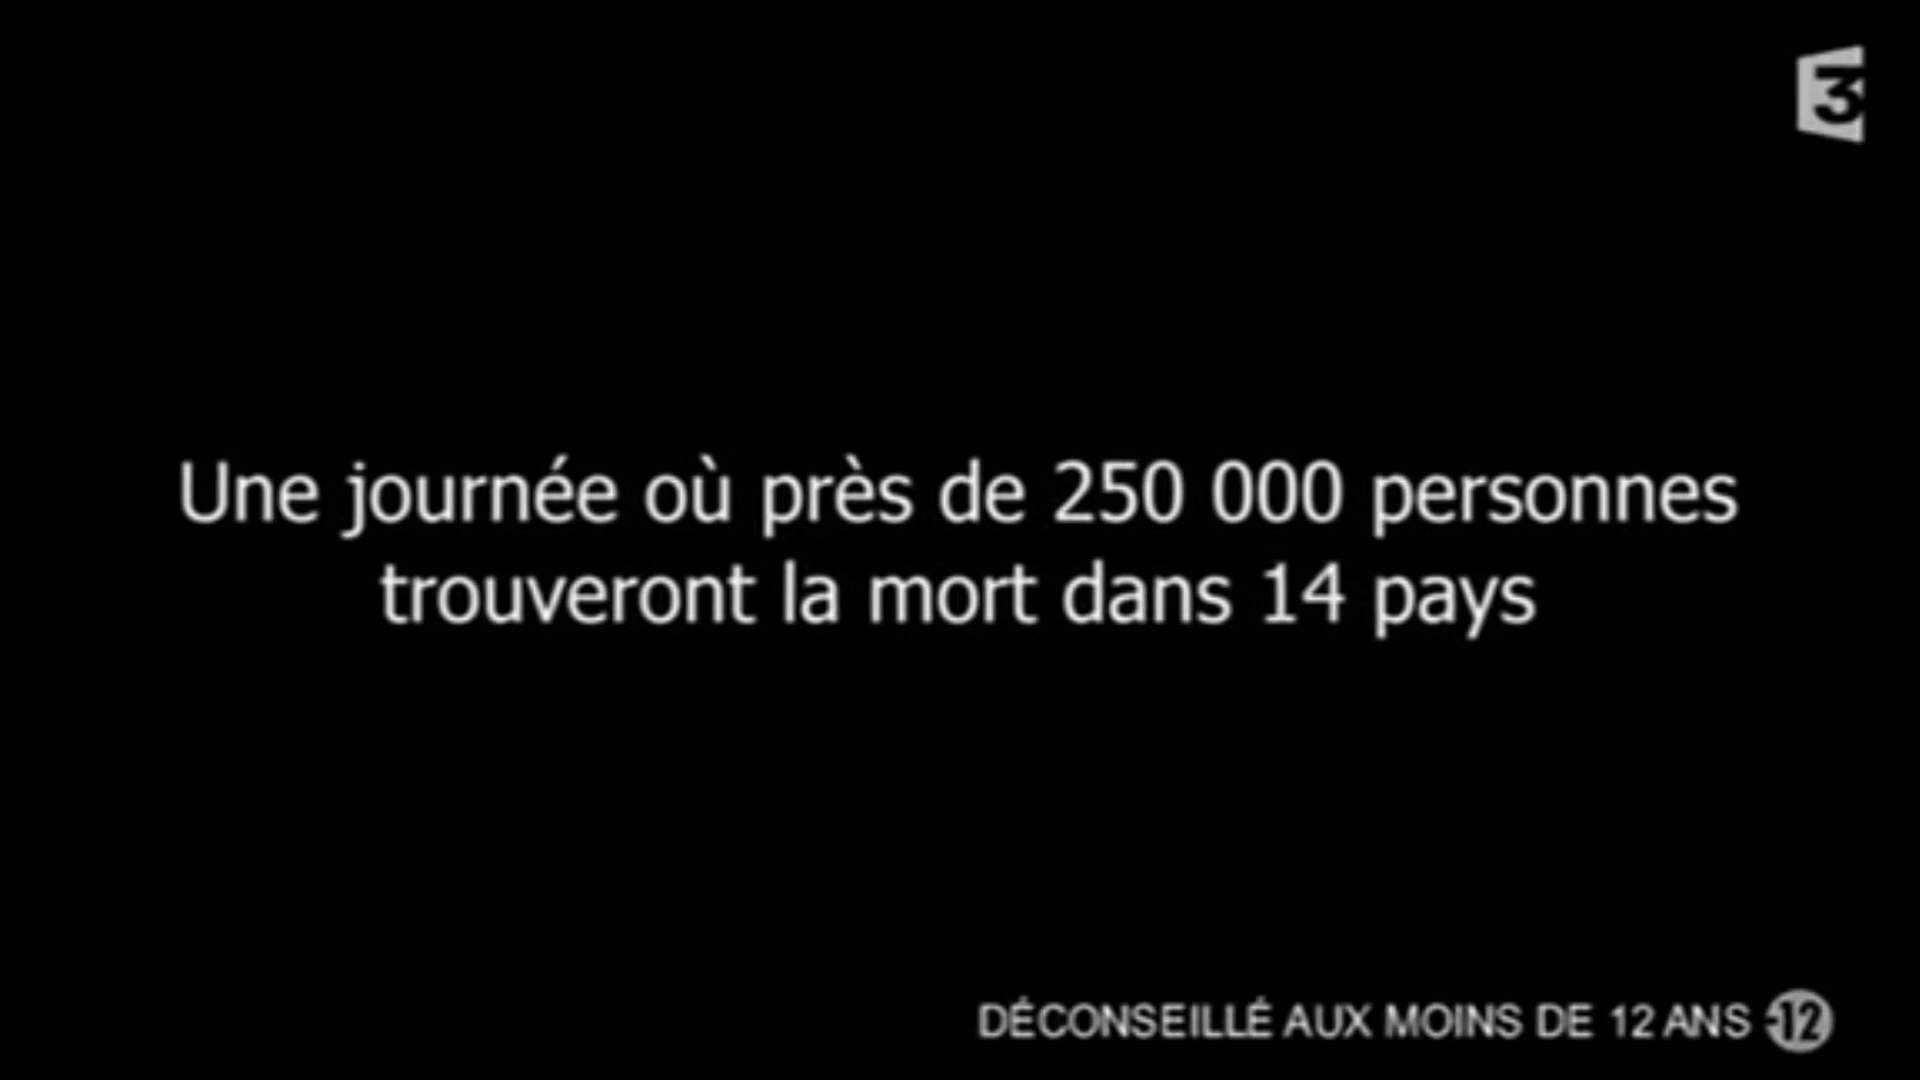 3
Une journée où près de 250 000 personnes
trouveront la mort dans 14 pays
DÉCONSEILLÉ AUX MOINS DE 12 ANS -12